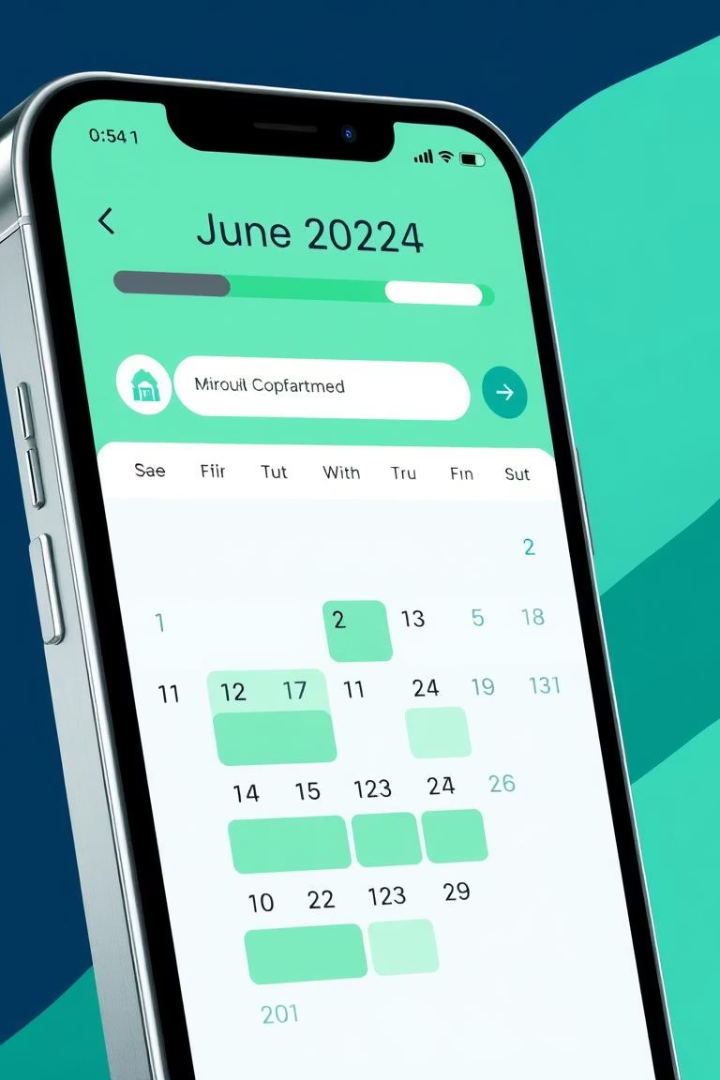 0:541
June 20224
Mirouil Copfartmed
Sae Fiir Tut With Tru Fin Sut
2
1 2 13 5 18
11 12 17 11 24 19 131
14 15 123 24 26
10 22 123 29
201